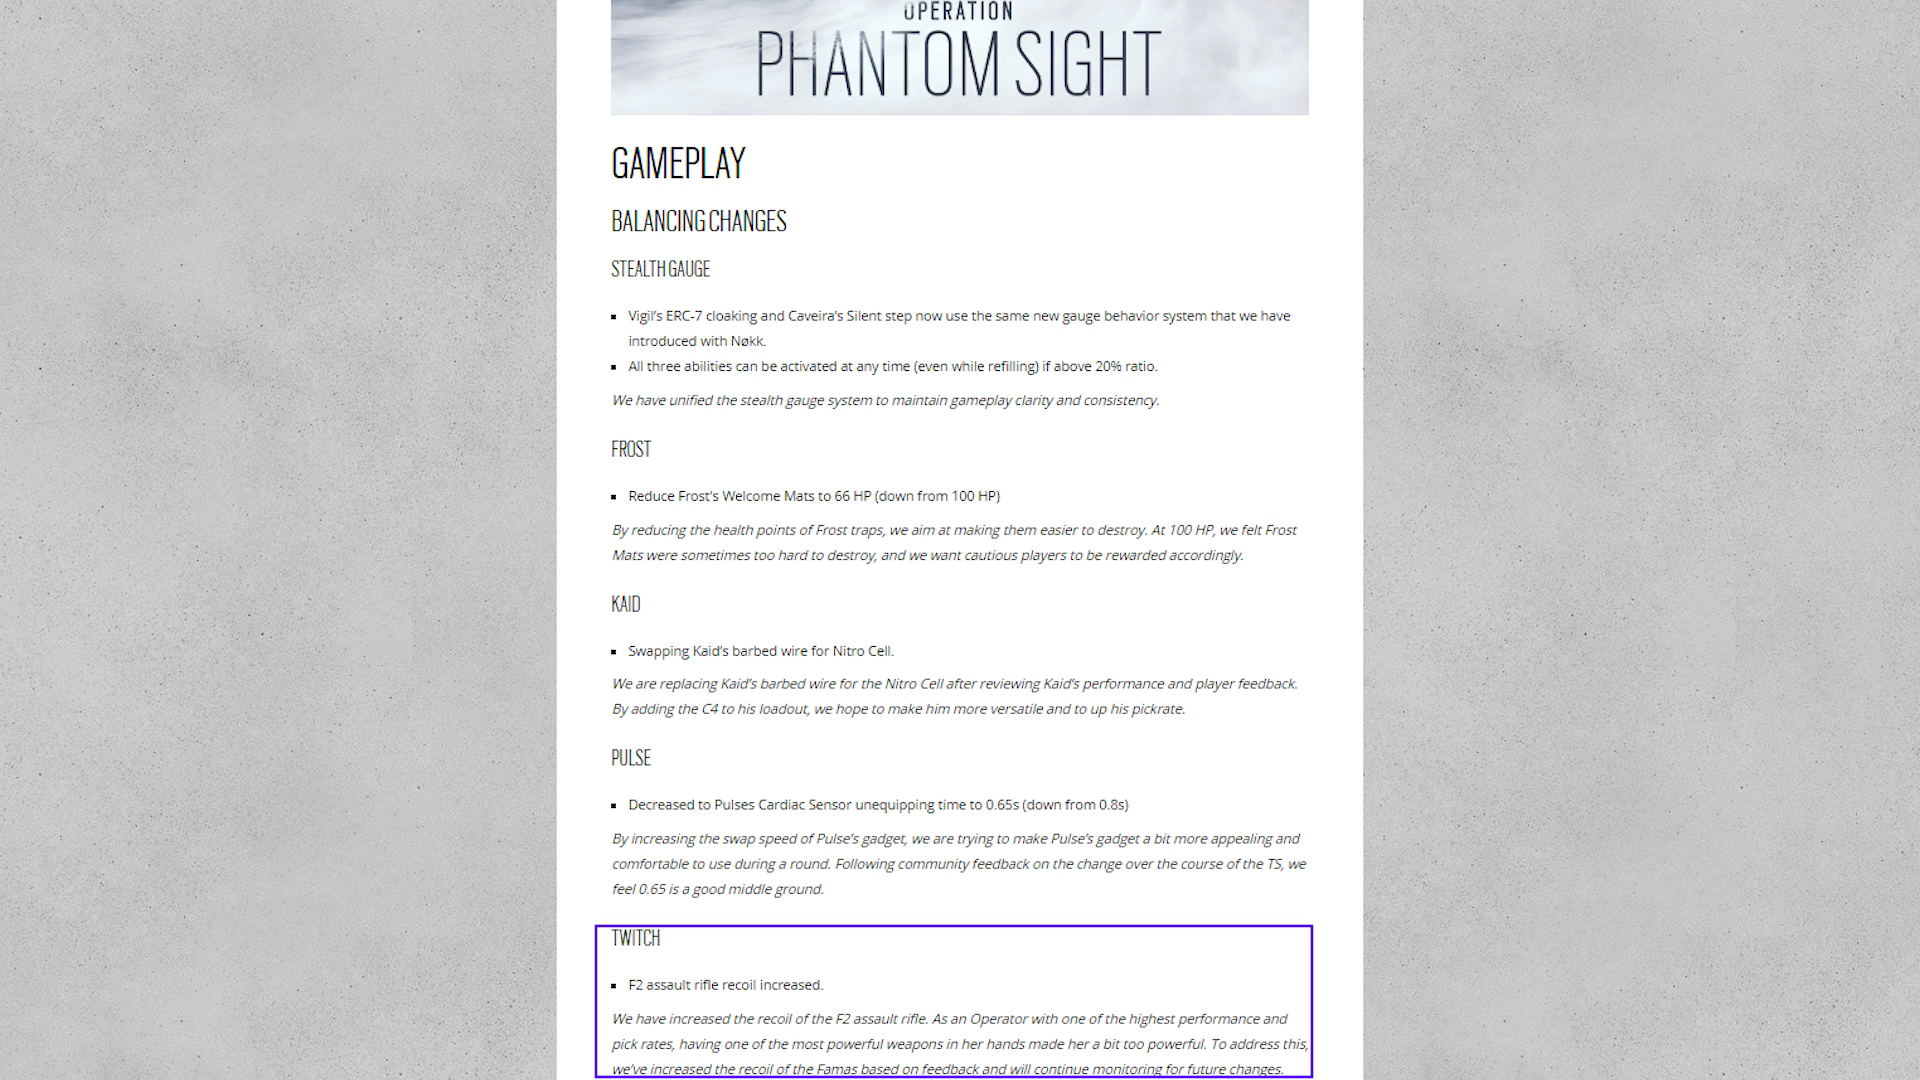 OPERATION
PHANTOM SIGHT
GAMEPLAY
BALANCING CHANGES
STEALTH GAUGE
▪ Vigil's ERC-7 cloaking and Caveira's Silent step now use the same new gauge behavior system that we have
introduced with Nøkk.
▪ All three abilities can be activated at any time (even while refilling) if above 20% ratio.
We have unified the stealth gauge system to maintain gameplay clarity and consistency.
FROST
▪ Reduce Frost's Welcome Mats to 66 HP (down from 100 HP)
By reducing the health points of Frost traps, we aim at making them easier to destroy. At 100 HP, we felt Frost
Mats were sometimes too hard to destroy, and we want cautious players to be rewarded accordingly.
KAID
▪ Swapping Kaid's barbed wire for Nitro Cell.
We are replacing Kaid's barbed wire for the Nitro Cell after reviewing Kaid's performance and player feedback.
By adding the C4 to his loadout, we hope to make him more versatile and to up his pickrate.
PULSE
▪ Decreased to Pulses Cardiac Sensor unequipping time to 0.65s (down from 0.8s)
By increasing the swap speed of Pulse's gadget, we are trying to make Pulse's gadget a bit more appealing and
comfortable to use during a round. Following community feedback on the change over the course of the TS, we
feel 0.65 is a good middle ground.
TWITCH
▪ F2 assault rifle recoil increased.
We have increased the recoil of the F2 assault rifle. As an Operator with one of the highest performance and
pick rates, having one of the most powerful weapons in her hands made her a bit too powerful. To address this,
we've increased the recoil of the Famas based on feedback and will continue monitoring for future changes.